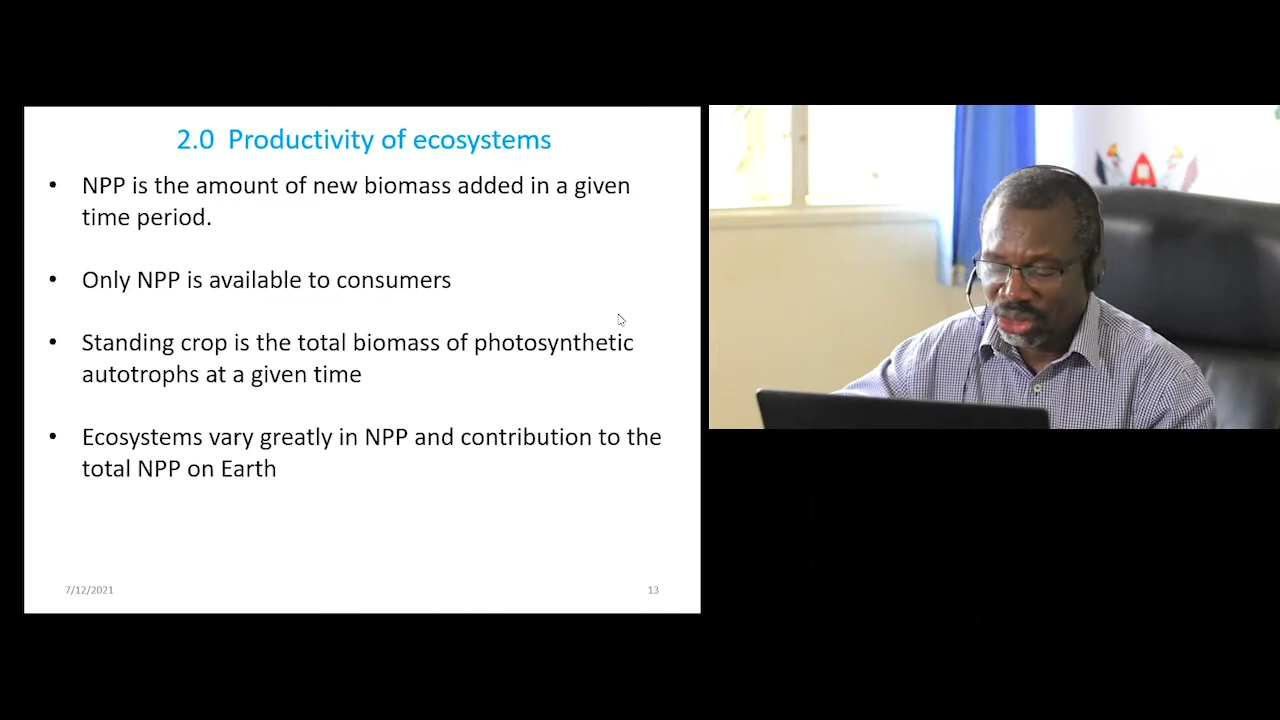 2.0 Productivity of ecosystems
• NPP is the amount of new biomass added in a given
time period.
• Only NPP is available to consumers
• Standing crop is the total biomass of photosynthetic
autotrophs at a given time
• Ecosystems vary greatly in NPP and contribution to the
total NPP on Earth
7/12/2021
13